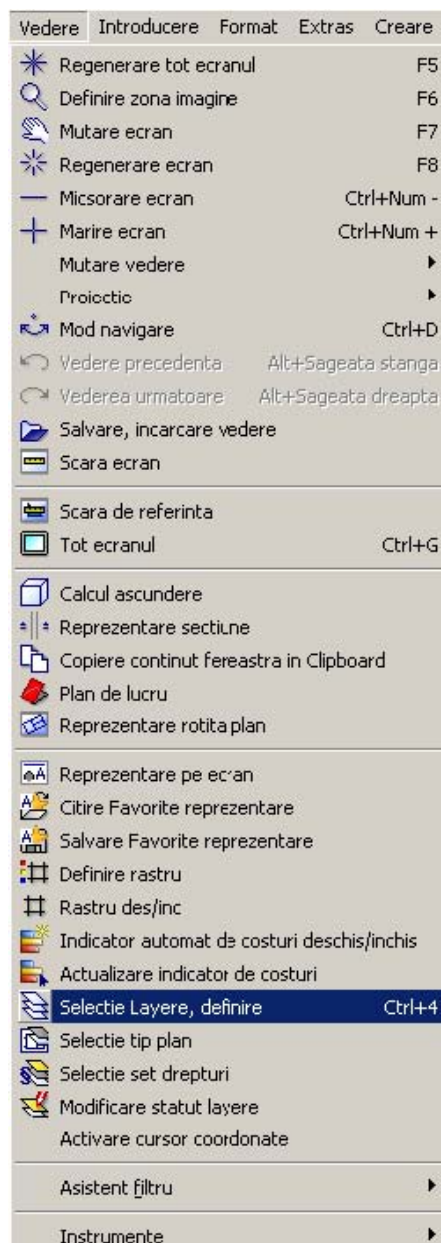 Vedere Introducere Format Extras Creare
Regenerare tot ecranul F5
Definire zona imagine F6
Mutare ecran F7
Regenerare ecran F8
Micsorare ecran Ctrl+Num -
Marire ecran Ctrl+Num +
Mutare vedere
Proiectie
Mod navigare Ctrl+D
Vedere precedenta Alt+Sageata stanga
Vederea urmatoare Alt+Sageata dreapta
Salvare, incarcare vedere
Scara ecran
Scara de referinta
Tot ecranul Ctrl+G
Calcul ascundere
Reprezentare sectiune
Copiere continut fereastra in Clipboard
Plan de lucru
Reprezentare rotita plan
Reprezentare pe ecran
Citire Favorite reprezentare
Salvare Favorite reprezentare
Definire rastru
Rastru des/inc
Indicator automat de costuri deschis/inchis
Actualizare indicator de costuri
Selectie Layere, definire Ctrl+4
Selectie tip plan
Selectie set drepturi
Modificare statut layere
Activare cursor coordonate
Asistent filtru
Instrumente